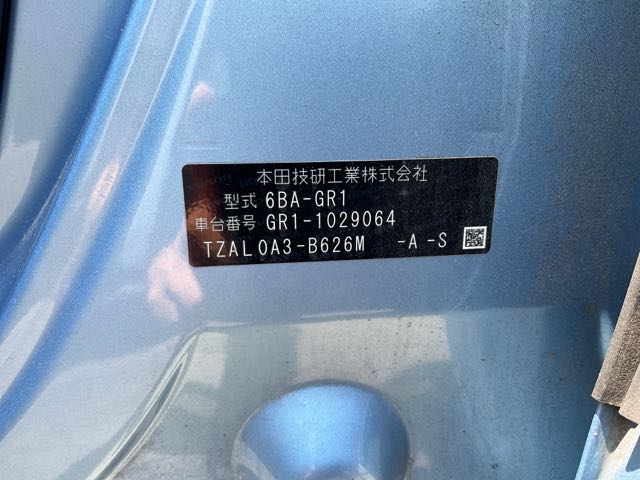 本田技研工業株式会社
型式 6BA-GR1
車台番号 GR1-1029064
TZAL0A3-B626M -A -S